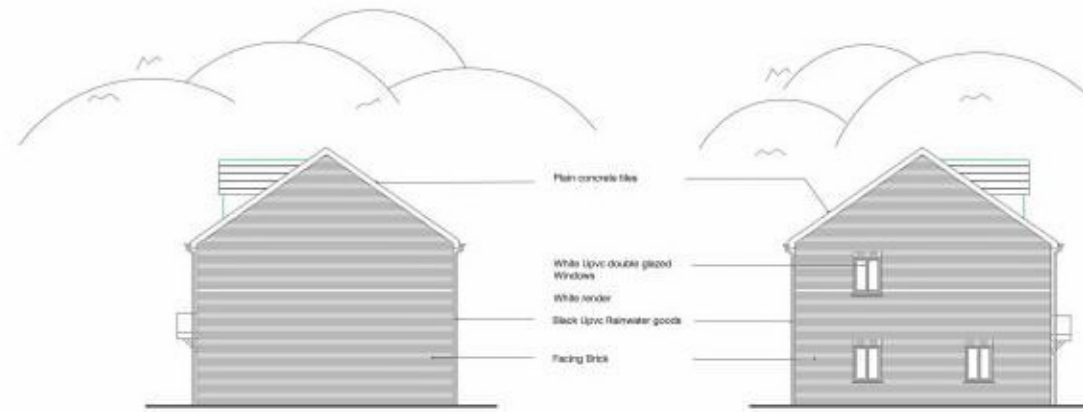 Plain concrete tiles
White Upvc double glazed
Windows
White render
Black Upvc Rainwater goods
Facing Brick